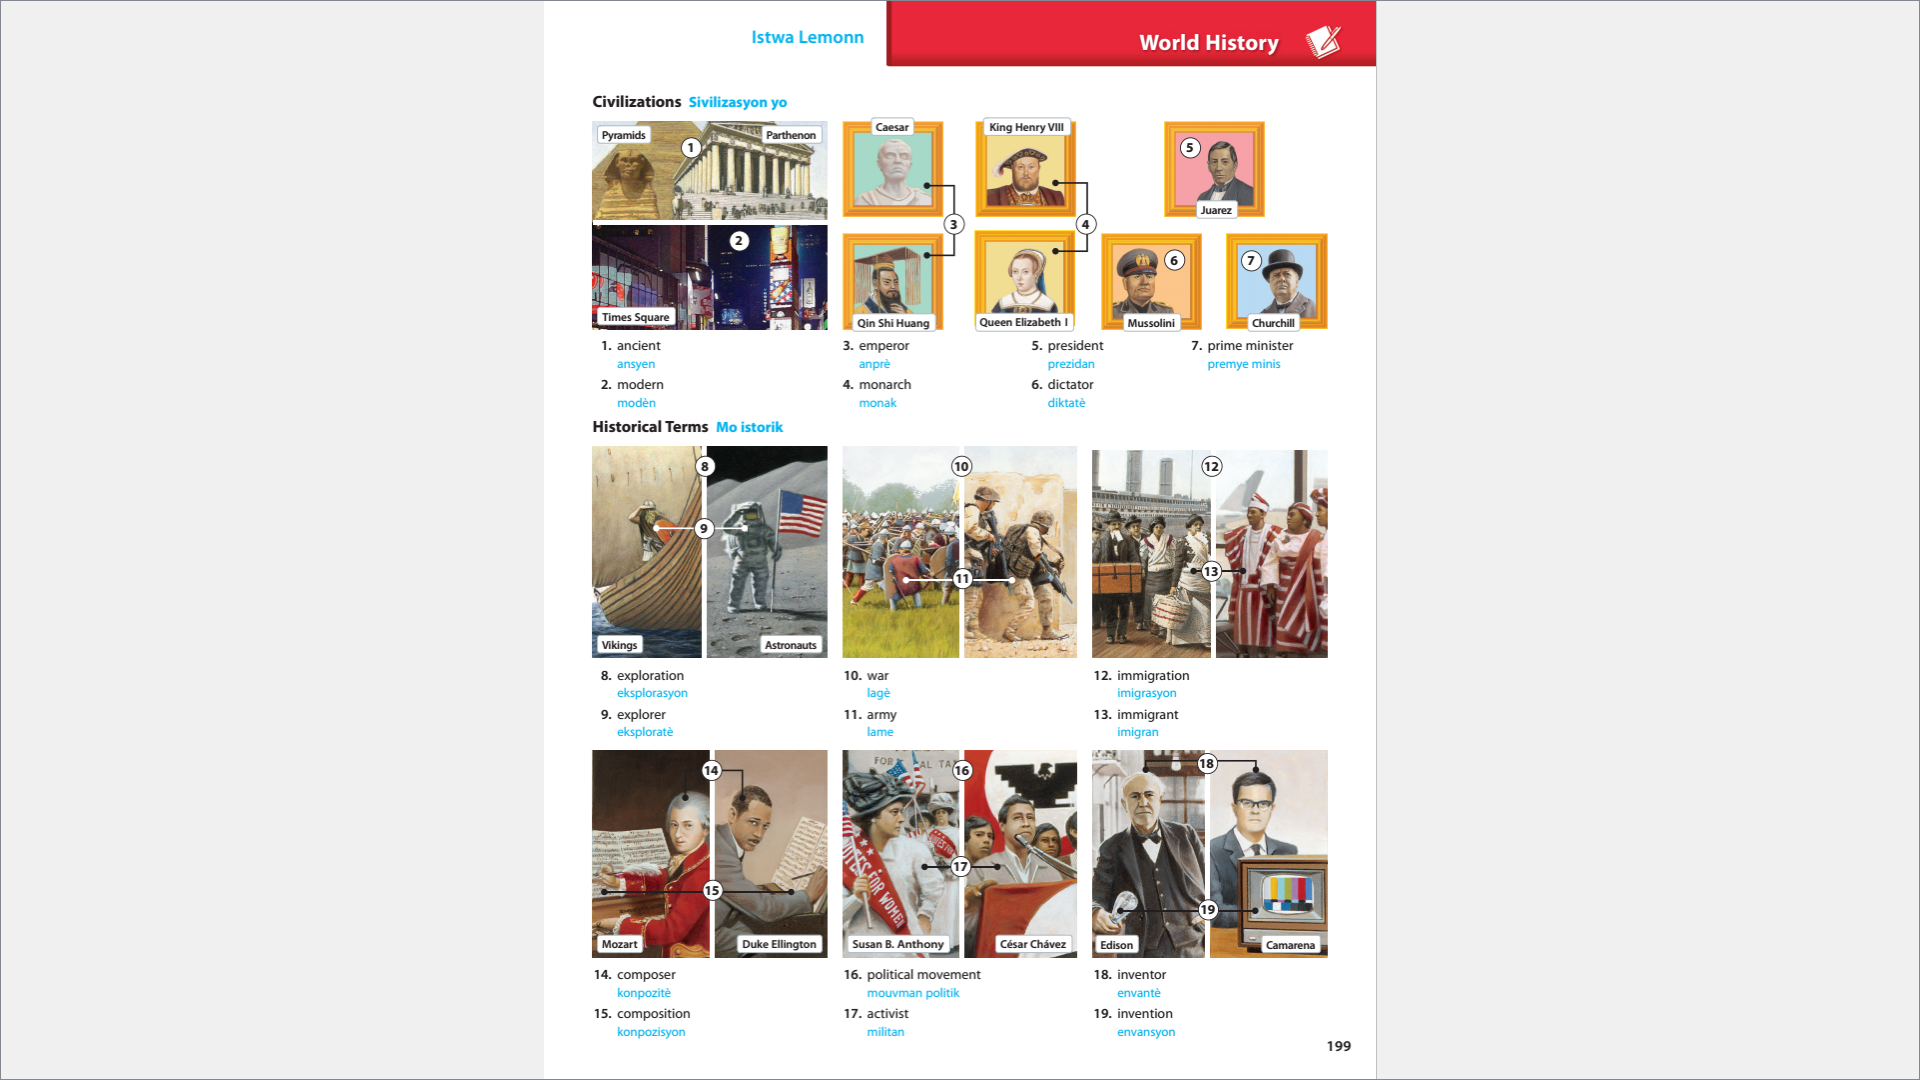 Istwa Lemonn
World History
Civilizations Sivilizasyon yo
Pyramids
1
Parthenon
2
Times Square
Caesar
3
Qin Shi Huang
King Henry VIII
4
Queen Elizabeth I
5
Juarez
6
Mussolini
7
Churchill
1. ancient
ansyen
2. modern
modèn
3. emperor
anprè
4. monarch
monak
5. president
prezidan
6. dictator
diktatè
7. prime minister
premye minis
Historical Terms Mo istorik
8
9
Vikings
Astronauts
10
11
12
13
8. exploration
eksplorasyon
9. explorer
eksploratè
10. war
lagè
11. army
lame
12. immigration
imigrasyon
13. immigrant
imigran
14
15
Mozart
Duke Ellington
16
VOTES FOR WOMEN
17
Susan B. Anthony
César Chávez
18
19
Edison
Camarena
14. composer
konpozitè
15. composition
konpozisyon
16. political movement
mouvman politik
17. activist
militan
18. inventor
envantè
19. invention
envansyon
199